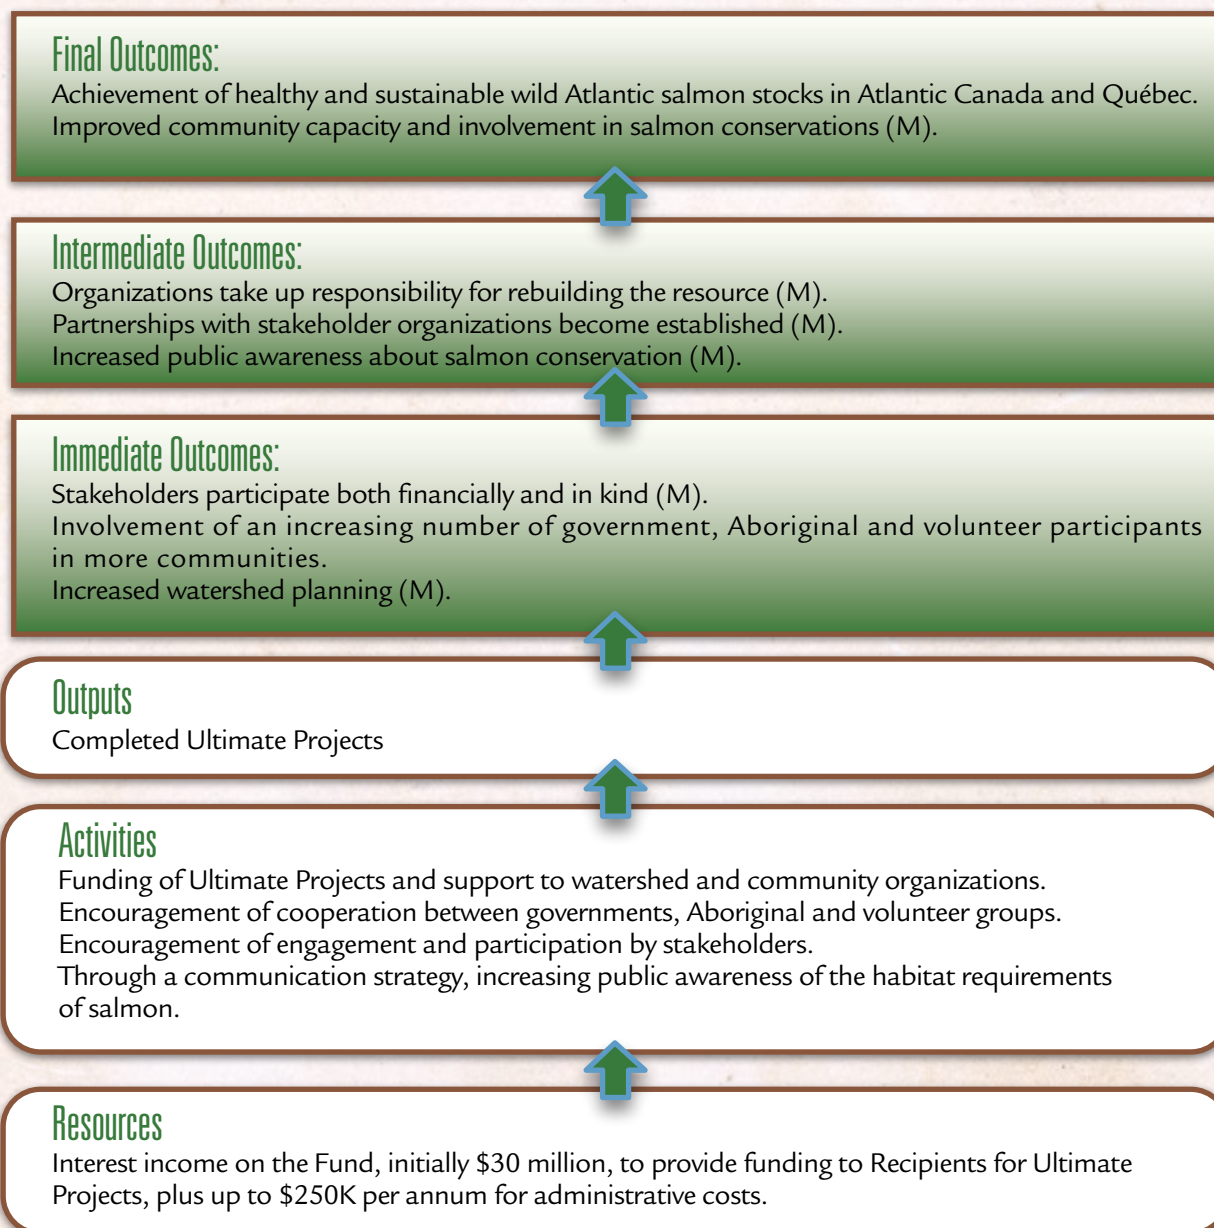 Final Outcomes:
Achievement of healthy and sustainable wild Atlantic salmon stocks in Atlantic Canada and Québec.
Improved community capacity and involvement in salmon conservations (M).
Intermediate Outcomes:
Organizations take up responsibility for rebuilding the resource (M).
Partnerships with stakeholder organizations become established (M).
Increased public awareness about salmon conservation (M).
Immediate Outcomes:
Stakeholders participate both financially and in kind (M).
Involvement of an increasing number of government, Aboriginal and volunteer participants
in more communities.
Increased watershed planning (M).
Outputs
Completed Ultimate Projects
Activities
Funding of Ultimate Projects and support to watershed and community organizations.
Encouragement of cooperation between governments, Aboriginal and volunteer groups.
Encouragement of engagement and participation by stakeholders.
Through a communication strategy, increasing public awareness of the habitat requirements
of salmon.
Resources
Interest income on the Fund, initially $30 million, to provide funding to Recipients for Ultimate
Projects, plus up to $250K per annum for administrative costs.